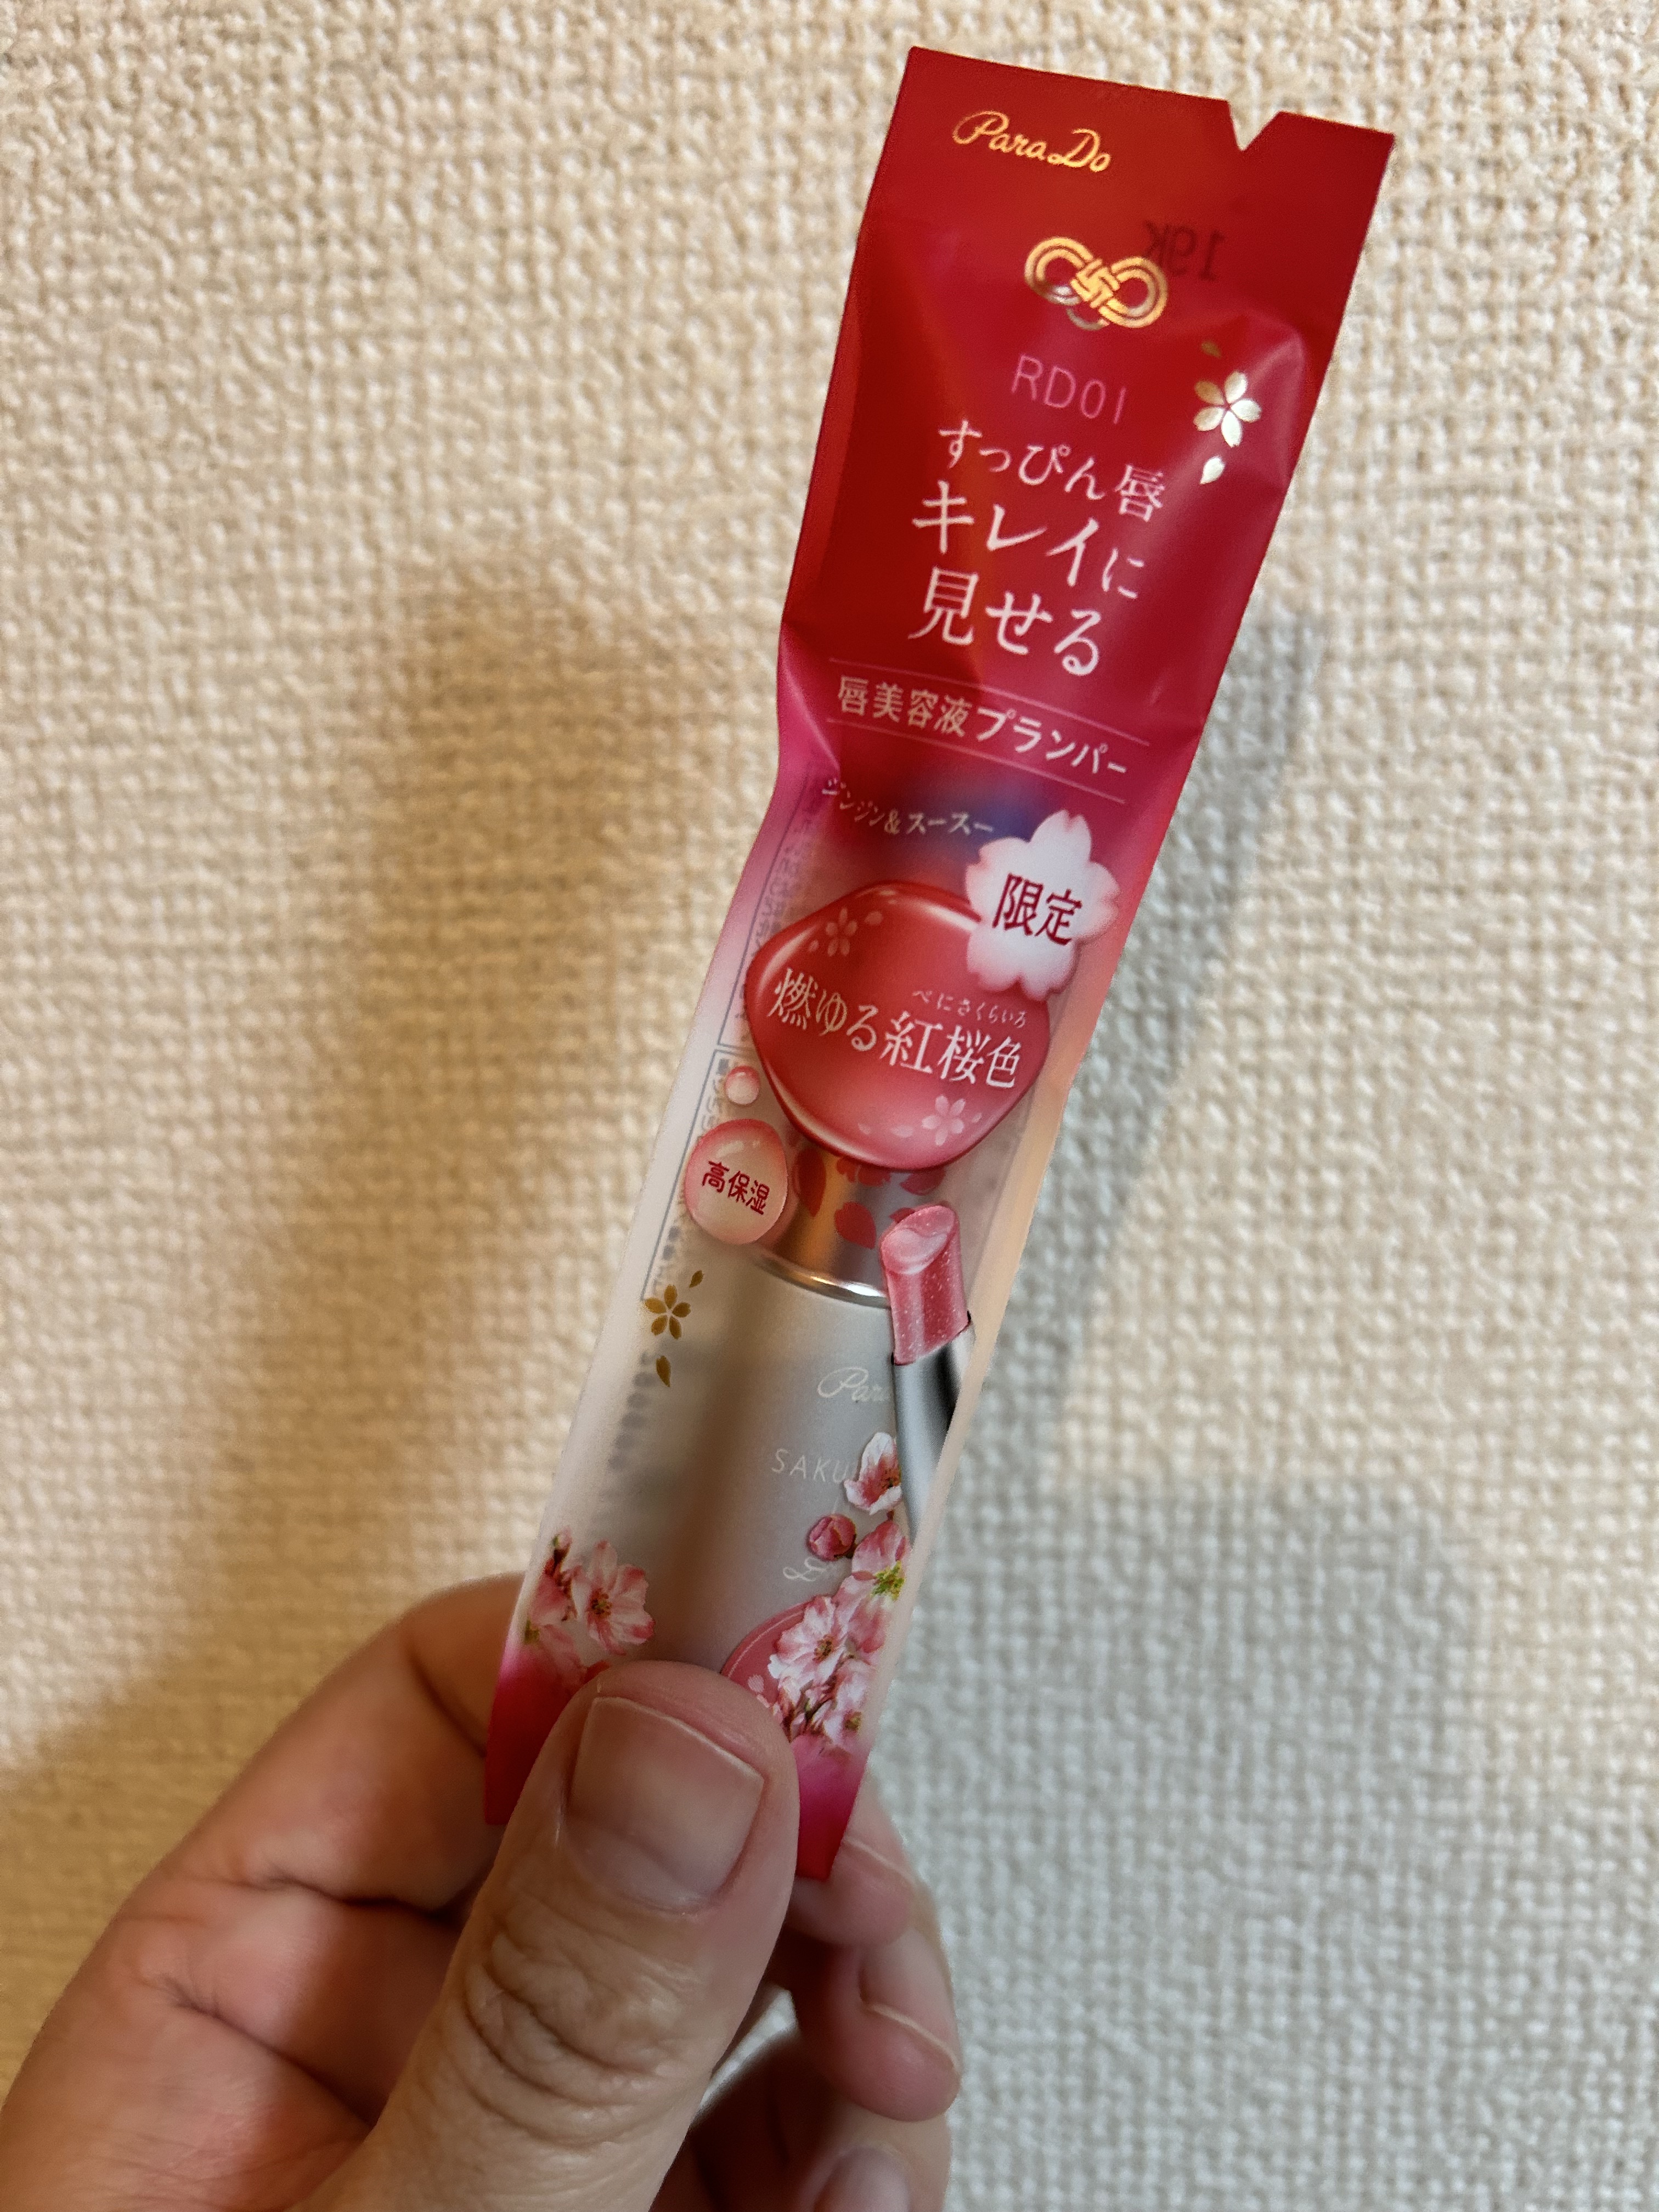 ParaDo
19K
RD01
すっぴん唇
キレイに
見せる
唇美容液プランパー
ジンジン&スースー
限定
べにさくらいろ
燃ゆる紅桜色
高保湿